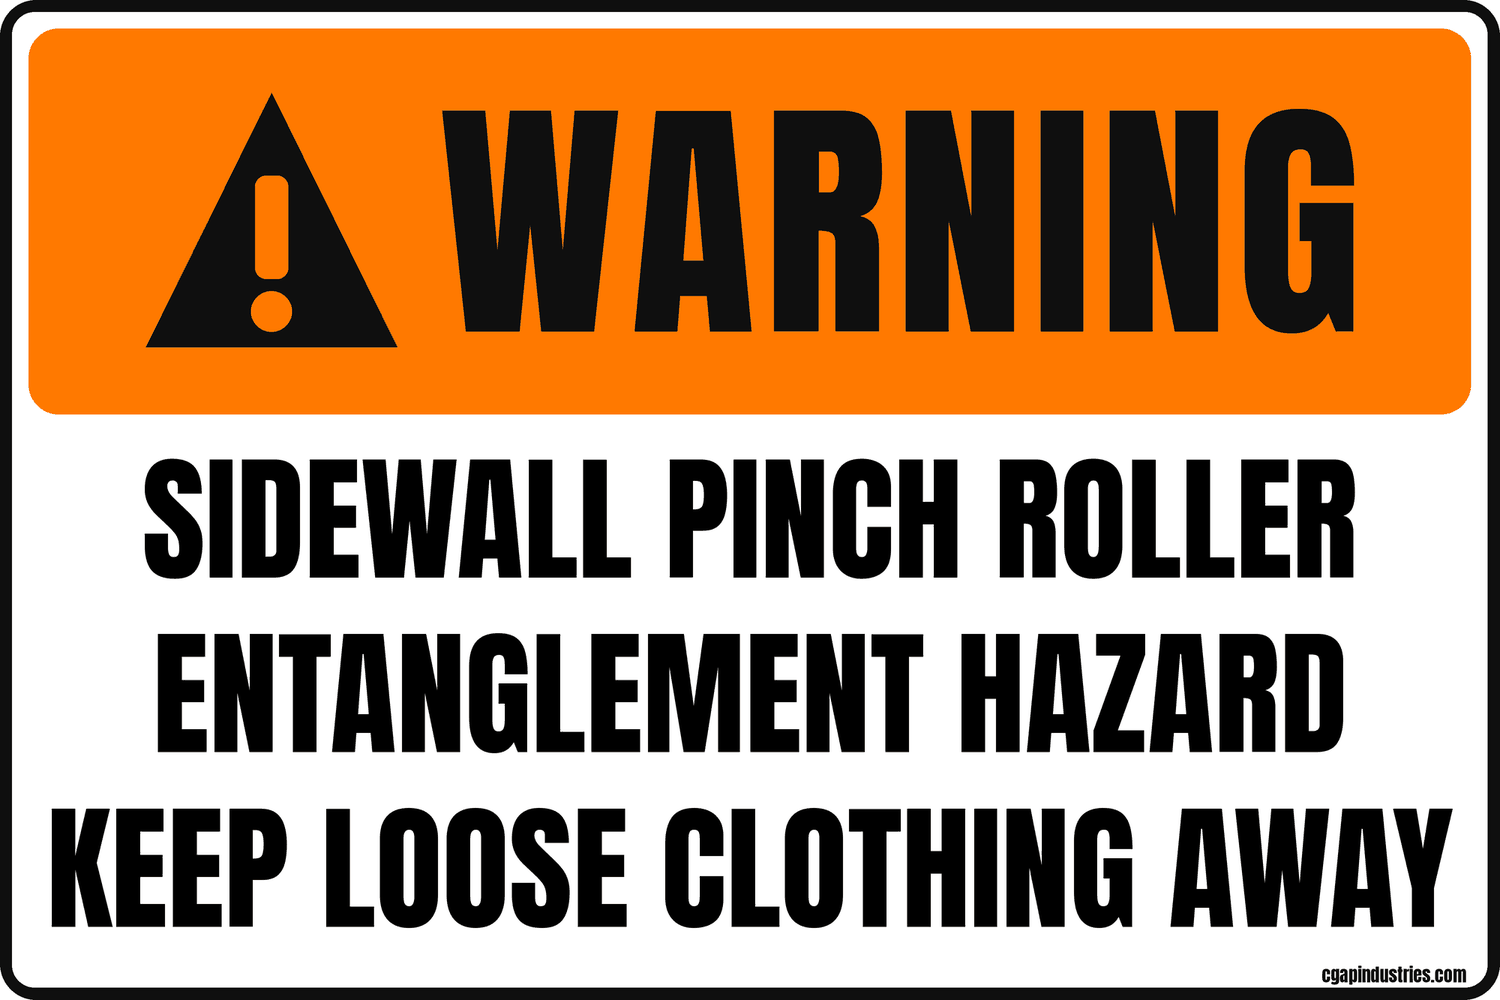 WARNING
SIDEWALL PINCH ROLLER
ENTANGLEMENT HAZARD
KEEP LOOSE CLOTHING AWAY
cgapindustries.com